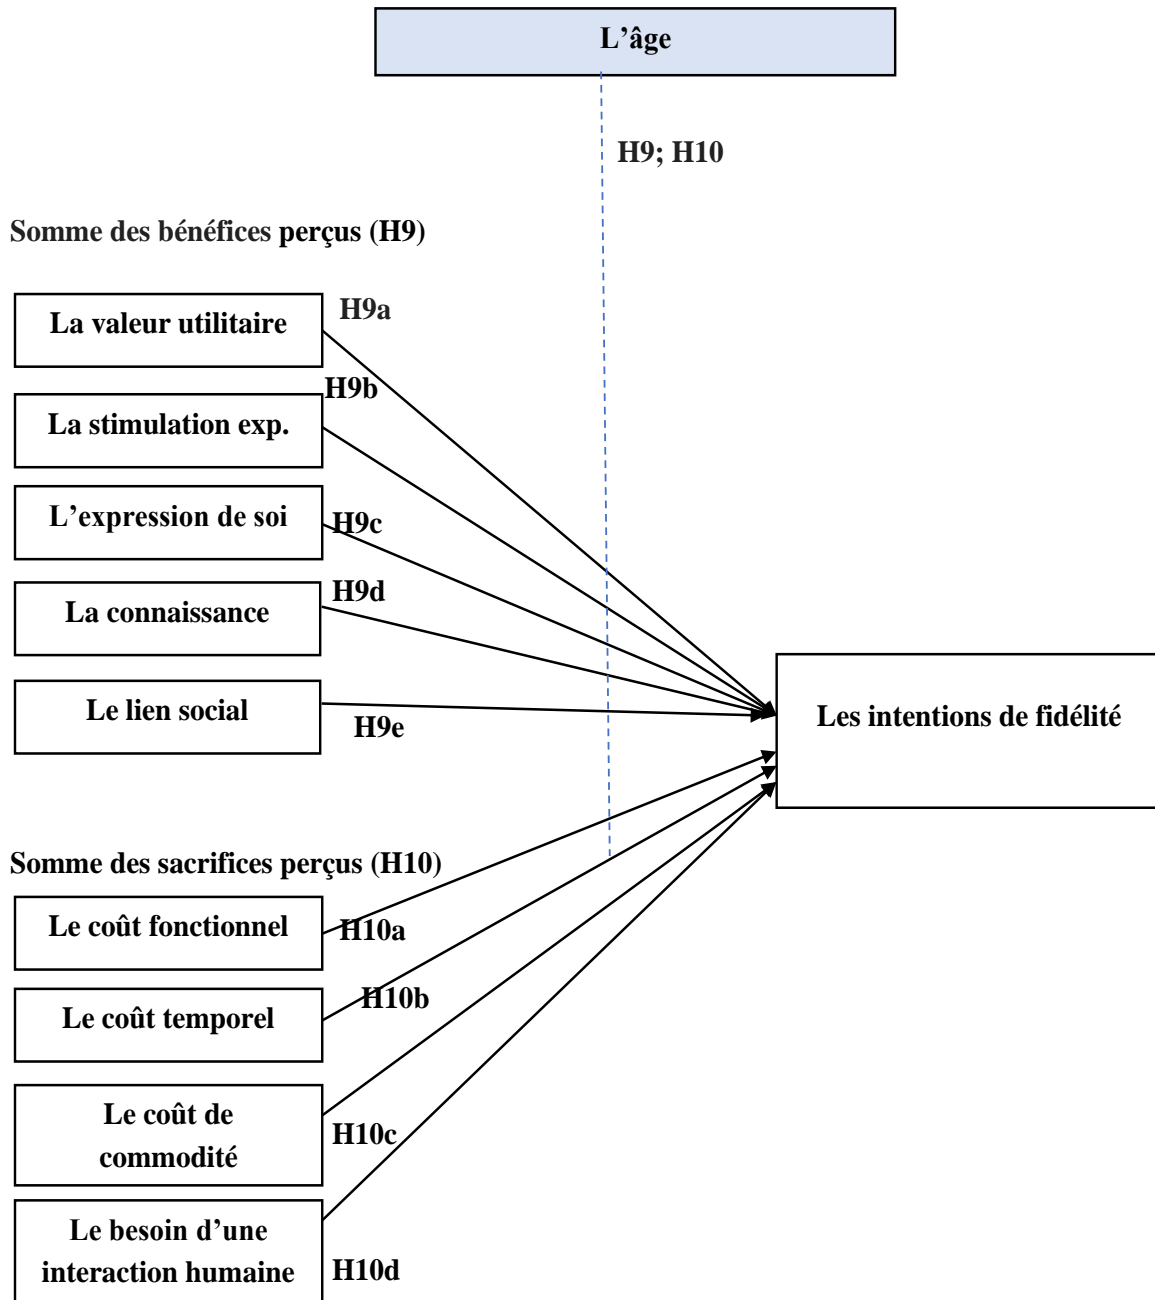 L’âge
H9; H10
Somme des bénéfices perçus (H9)
La valeur utilitaire
H9a
H9b
La stimulation exp.
L’expression de soi
H9c
La connaissance
H9d
Le lien social
H9e
Les intentions de fidélité
Somme des sacrifices perçus (H10)
Le coût fonctionnel
H10a
Le coût temporel
H10b
Le coût de
commodité
H10c
Le besoin d’une
interaction humaine
H10d